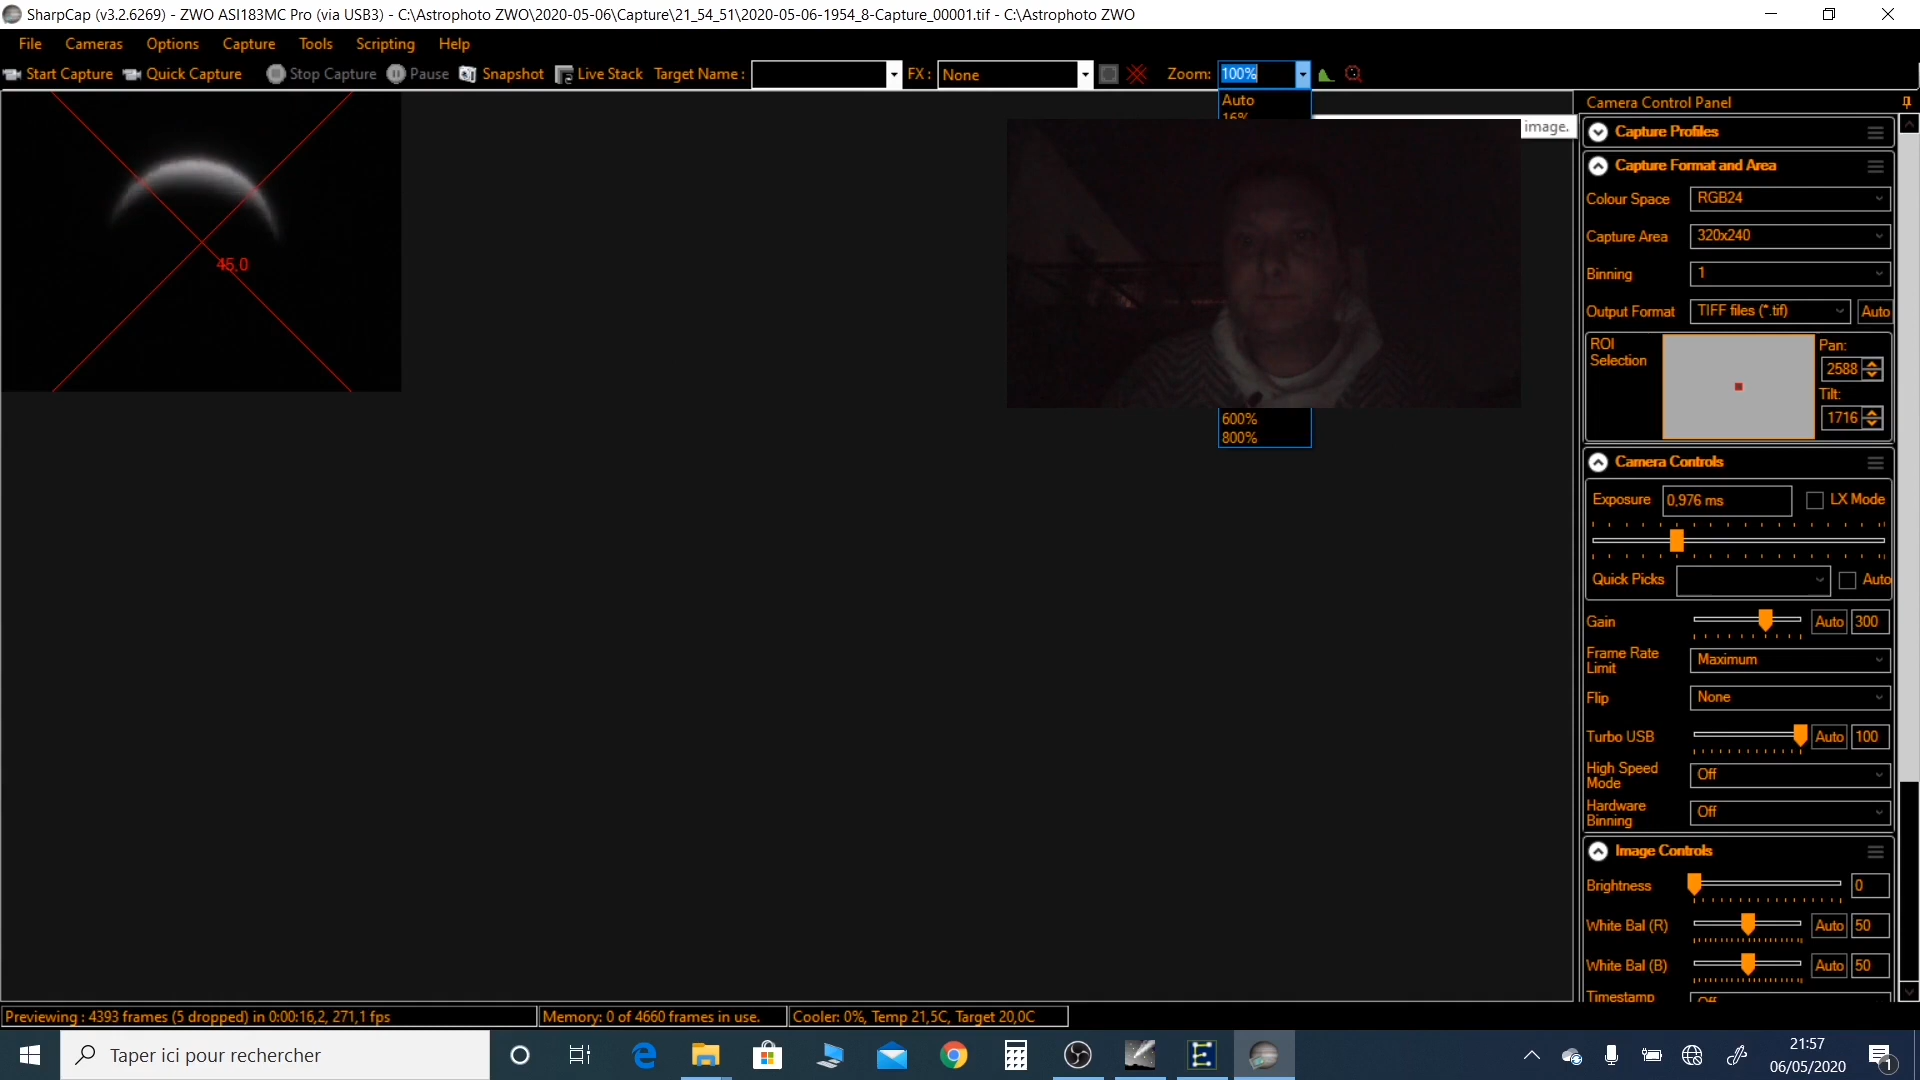 SharpCap (v3.2.6269) - ZWO ASI183MC Pro (via USB3) - C:\Astrophoto ZWO\2020-05-06\Capture\21_54_51\2020-05-06-1954_8-Capture_00001.tif - C:\Astrophoto ZWO
File Cameras Options Capture Tools Scripting Help
Start Capture Quick Capture Stop Capture Pause Snapshot Live Stack Target Name : FX : None Zoom: 100%
Auto
16%
image.
600%
800%
45.0
Camera Control Panel
Capture Profiles
Capture Format and Area
Colour Space RGB24
Capture Area 320x240
Binning 1
Output Format TIFF files (*.tif) Auto
ROI Selection
Pan:
2588
Tilt:
1716
Camera Controls
Exposure 0,976 ms LX Mode
Quick Picks Auto
Gain Auto 300
Frame Rate Limit Maximum
Flip None
Turbo USB Auto 100
High Speed Mode Off
Hardware Binning Off
Image Controls
Brightness 0
White Bal (R) Auto 50
White Bal (B) Auto 50
Timestamp Off
Previewing : 4393 frames (5 dropped) in 0:00:16,2, 271,1 fps Memory: 0 of 4660 frames in use. Cooler: 0%, Temp 21,5C, Target 20,0C
Taper ici pour rechercher
21:57
06/05/2020
1